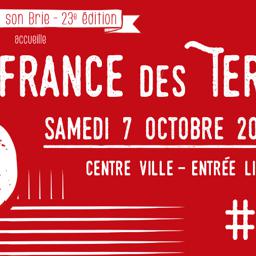 son Brie - 23e édition
accueille
FRANCE DES TER
SAMEDI 7 OCTOBRE 20
CENTRE VILLE - ENTRÉE LI
#